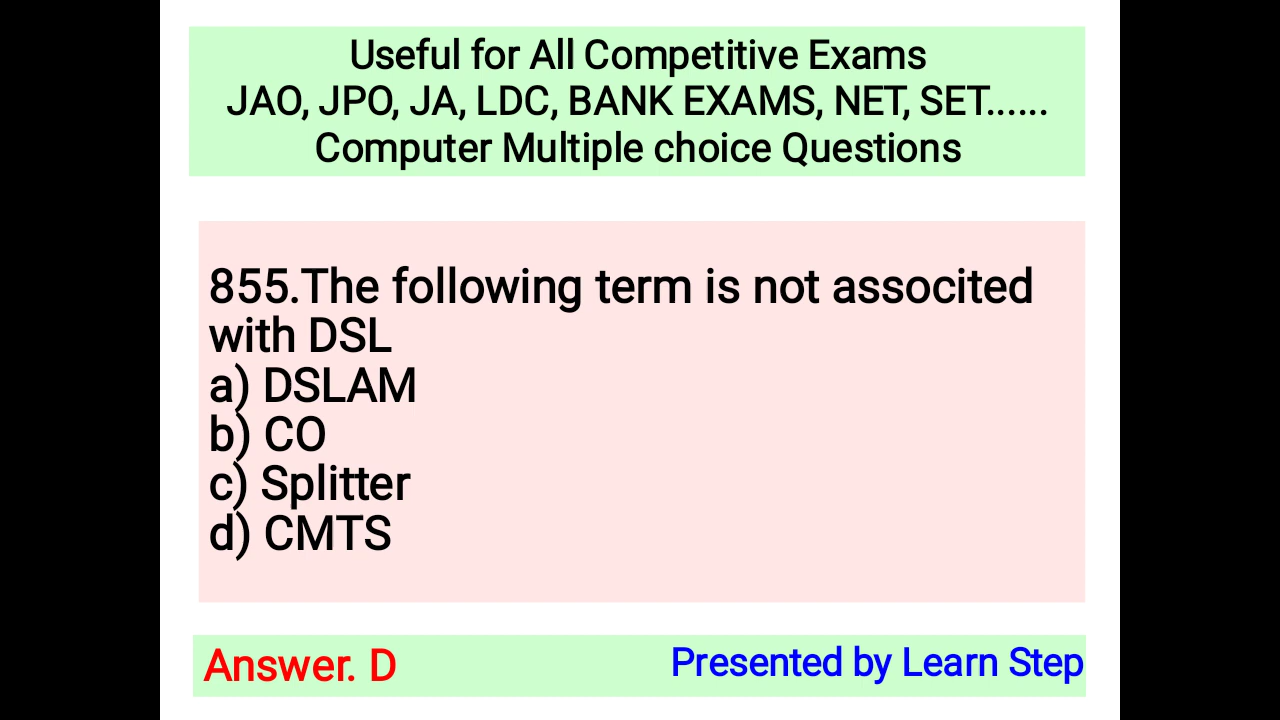 Useful for All Competitive Exams
JAO, JPO, JA, LDC, BANK EXAMS, NET, SET......
Computer Multiple choice Questions
855.The following term is not associted
with DSL
a) DSLAM
b) CO
c) Splitter
d) CMTS
Answer. D
Presented by Learn Step